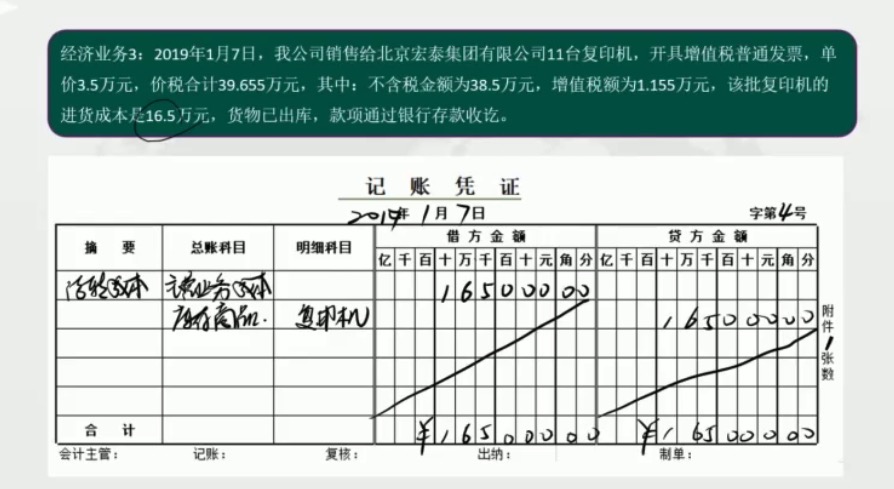 经济业务3：2019年1月7日，我公司销售给北京宏泰集团有限公司11台复印机，开具增值税普通发票，单
价3.5万元，价税合计39.655万元，其中：不含税金额为38.5万元，增值税额为1.155万元，该批复印机的
进货成本是16.5万元，货物已出库，款项通过银行存款收讫。
记 账 凭 证
2019年1月7日 字第4号
摘 要 总账科目 明细科目 借方金额 贷方金额
亿 千 百 十 万 千 百 十 元 角 分 亿 千 百 十 万 千 百 十 元 角 分
结转成本 主营业务成本 16500000
库存商品 复印机 16500000
附件1张数
合 计 ¥16500000 ¥16500000
会计主管： 记账： 复核： 出纳： 制单：